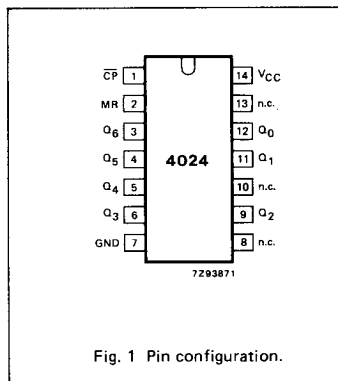 C̅P̅ 1 14 VCC
MR 2 13 n.c.
Q6 3 12 Q0
Q5 4 4024 11 Q1
Q4 5 10 n.c.
Q3 6 9 Q2
GND 7 8 n.c.
7Z93871
Fig. 1 Pin configuration.